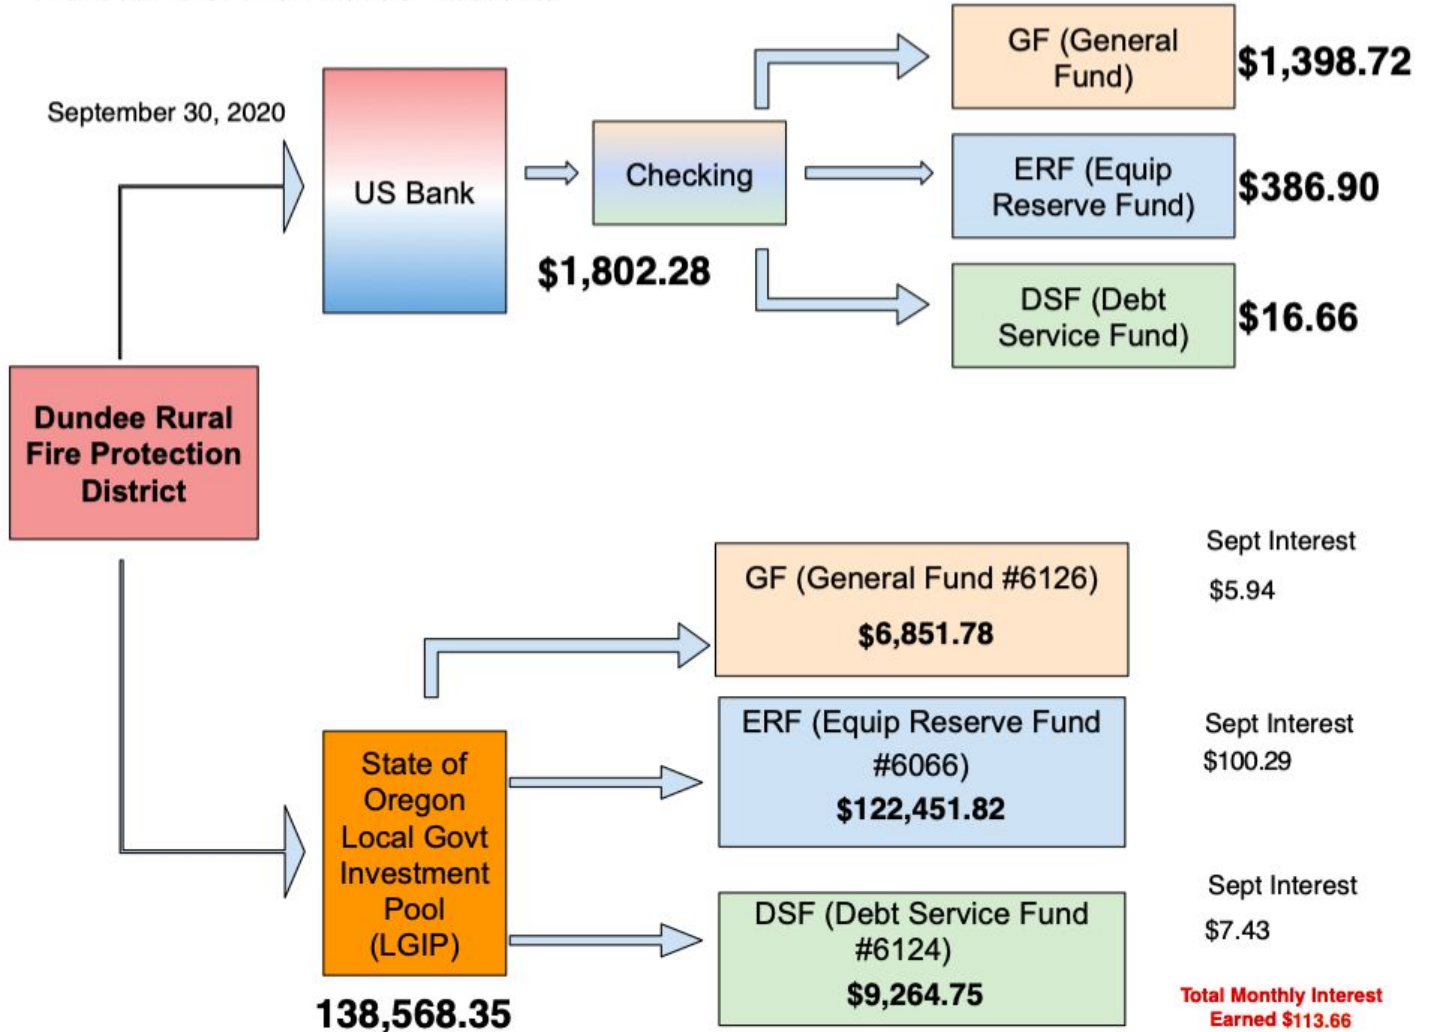 September 30, 2020
US Bank
Checking
$1,802.28
GF (General
Fund)
$1,398.72
ERF (Equip
Reserve Fund)
$386.90
DSF (Debt
Service Fund)
$16.66
Dundee Rural
Fire Protection
District
State of
Oregon
Local Govt
Investment
Pool
(LGIP)
138,568.35
GF (General Fund #6126)
$6,851.78
Sept Interest
$5.94
ERF (Equip Reserve Fund
#6066)
$122,451.82
Sept Interest
$100.29
DSF (Debt Service Fund
#6124)
$9,264.75
Sept Interest
$7.43
Total Monthly Interest
Earned $113.66